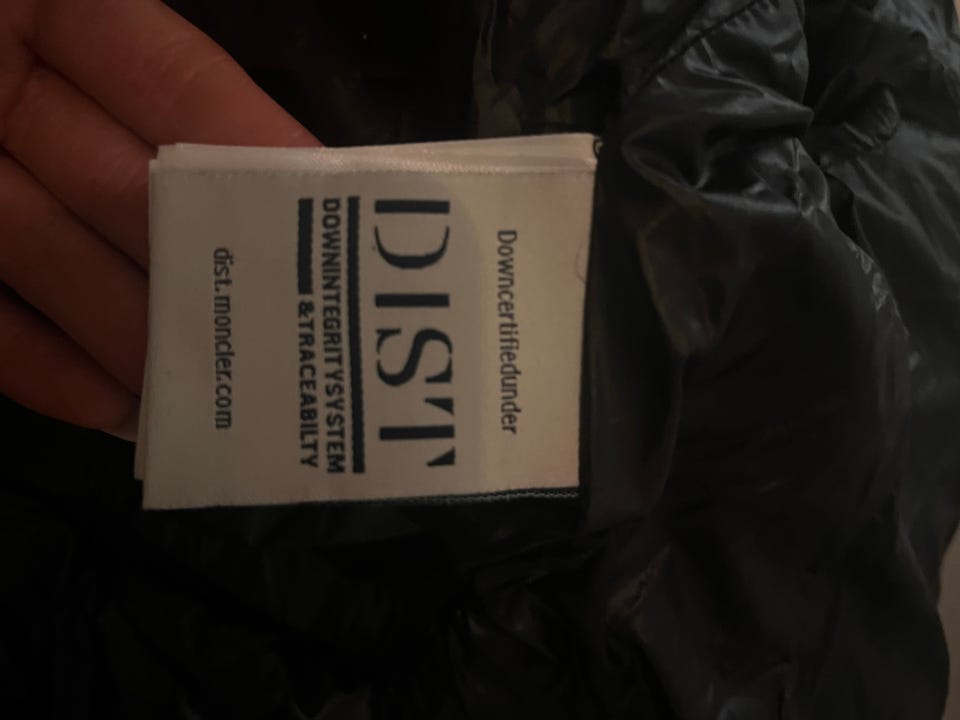 Downcertifiedunder
DIST
DOWNINTEGRITYSYSTEM
&TRACEABILTY
dist.moncler.com